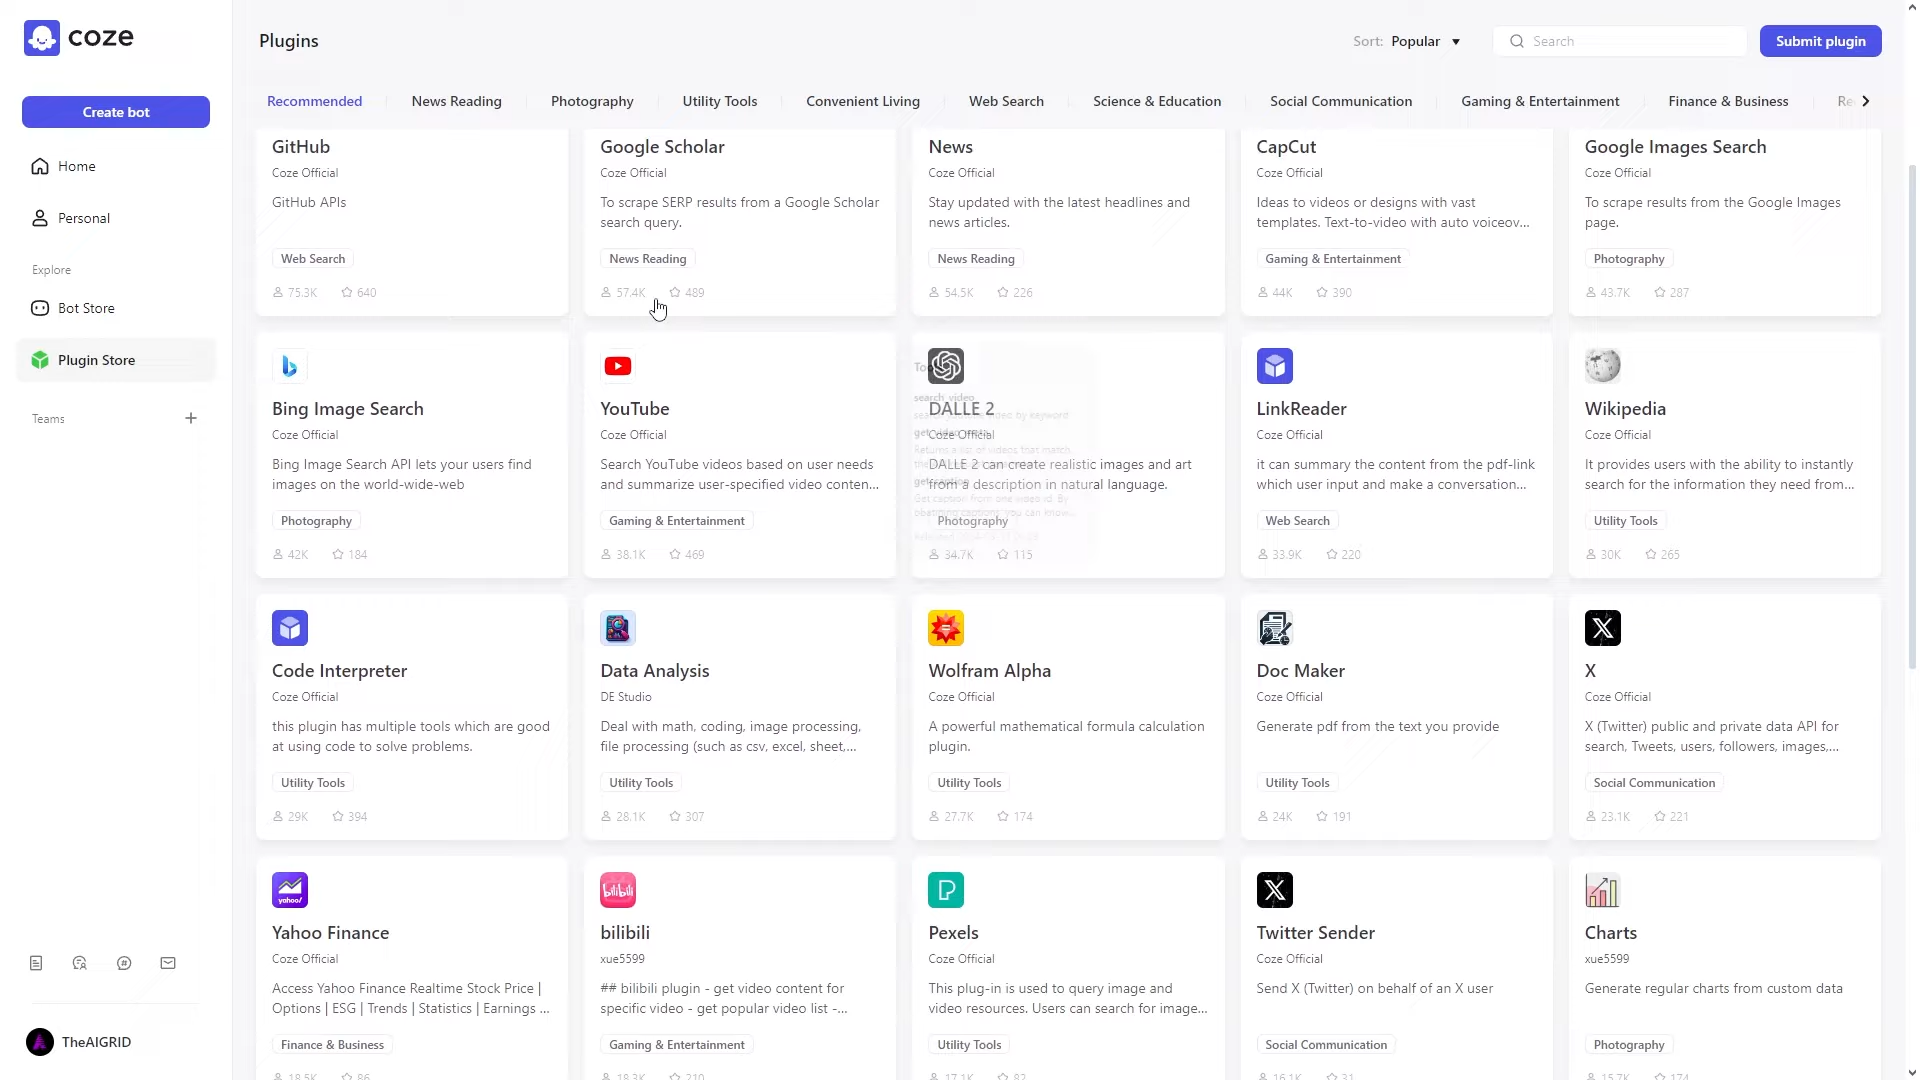 coze
Create bot
Home
Personal
Explore
Bot Store
Plugin Store
Teams
TheAIGRID
Plugins
Sort: Popular
Search
Submit plugin
Recommended
News Reading
Photography
Utility Tools
Convenient Living
Web Search
Science & Education
Social Communication
Gaming & Entertainment
Finance & Business
GitHub
Coze Official
GitHub APIs
Web Search
75.3K 640
Google Scholar
Coze Official
To scrape SERP results from a Google Scholar
search query.
News Reading
57.4K 489
News
Coze Official
Stay updated with the latest headlines and
news articles.
News Reading
54.5K 226
CapCut
Coze Official
Ideas to videos or designs with vast
templates. Text-to-video with auto voiceov...
Gaming & Entertainment
44K 390
Google Images Search
Coze Official
To scrape results from the Google Images
page.
Photography
43.7K 287
Bing Image Search
Coze Official
Bing Image Search API lets your users find
images on the world-wide-web
Photography
42K 184
YouTube
Coze Official
Search YouTube videos based on user needs
and summarize user-specified video conten...
Gaming & Entertainment
38.1K 469
DALLE 2
Coze Official
DALLE 2 can create realistic images and art
from a description in natural language.
Photography
34.7K 115
LinkReader
Coze Official
it can summary the content from the pdf-link
which user input and make a conversation...
Web Search
33.9K 220
Wikipedia
Coze Official
It provides users with the ability to instantly
search for the information they need from...
Utility Tools
30K 265
Code Interpreter
Coze Official
this plugin has multiple tools which are good
at using code to solve problems.
Utility Tools
29K 394
Data Analysis
DE Studio
Deal with math, coding, image processing,
file processing (such as csv, excel, sheet,...
Utility Tools
28.1K 307
Wolfram Alpha
Coze Official
A powerful mathematical formula calculation
plugin.
Utility Tools
27.7K 174
Doc Maker
Coze Official
Generate pdf from the text you provide
Utility Tools
24K 191
X
Coze Official
X (Twitter) public and private data API for
search, Tweets, users, followers, images,...
Social Communication
23.1K 221
yahoo!
Yahoo Finance
Coze Official
Access Yahoo Finance Realtime Stock Price |
Options | ESG | Trends | Statistics | Earnings ...
Finance & Business
18.5K 86
bilibili
bilibili
xue5599
## bilibili plugin - get video content for
specific video - get popular video list -...
Gaming & Entertainment
18.3K 210
Pexels
Coze Official
This plug-in is used to query image and
video resources. Users can search for image...
Utility Tools
17.1K 82
Twitter Sender
Coze Official
Send X (Twitter) on behalf of an X user
Social Communication
16.1K 31
Charts
xue5599
Generate regular charts from custom data
Photography
15.7K 174